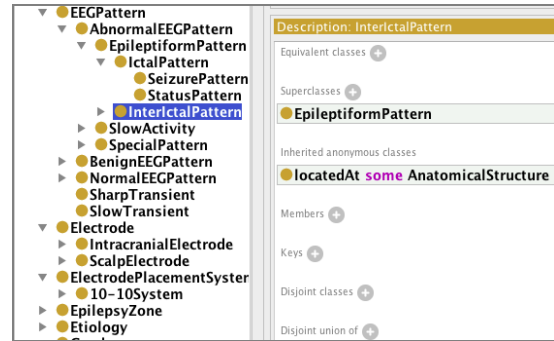 EEGPattern
AbnormalEEGPattern
EpileptiformPattern
IctalPattern
SeizurePattern
StatusPattern
InterIctalPattern
SlowActivity
SpecialPattern
BenignEEGPattern
NormalEEGPattern
SharpTransient
SlowTransient
Electrode
IntracranialElectrode
ScalpElectrode
ElectrodePlacementSyster
10-10System
EpilepsyZone
Etiology
Description: InterIctalPattern
Equivalent classes
Superclasses
EpileptiformPattern
Inherited anonymous classes
locatedAt some AnatomicalStructure
Members
Keys
Disjoint classes
Disjoint union of